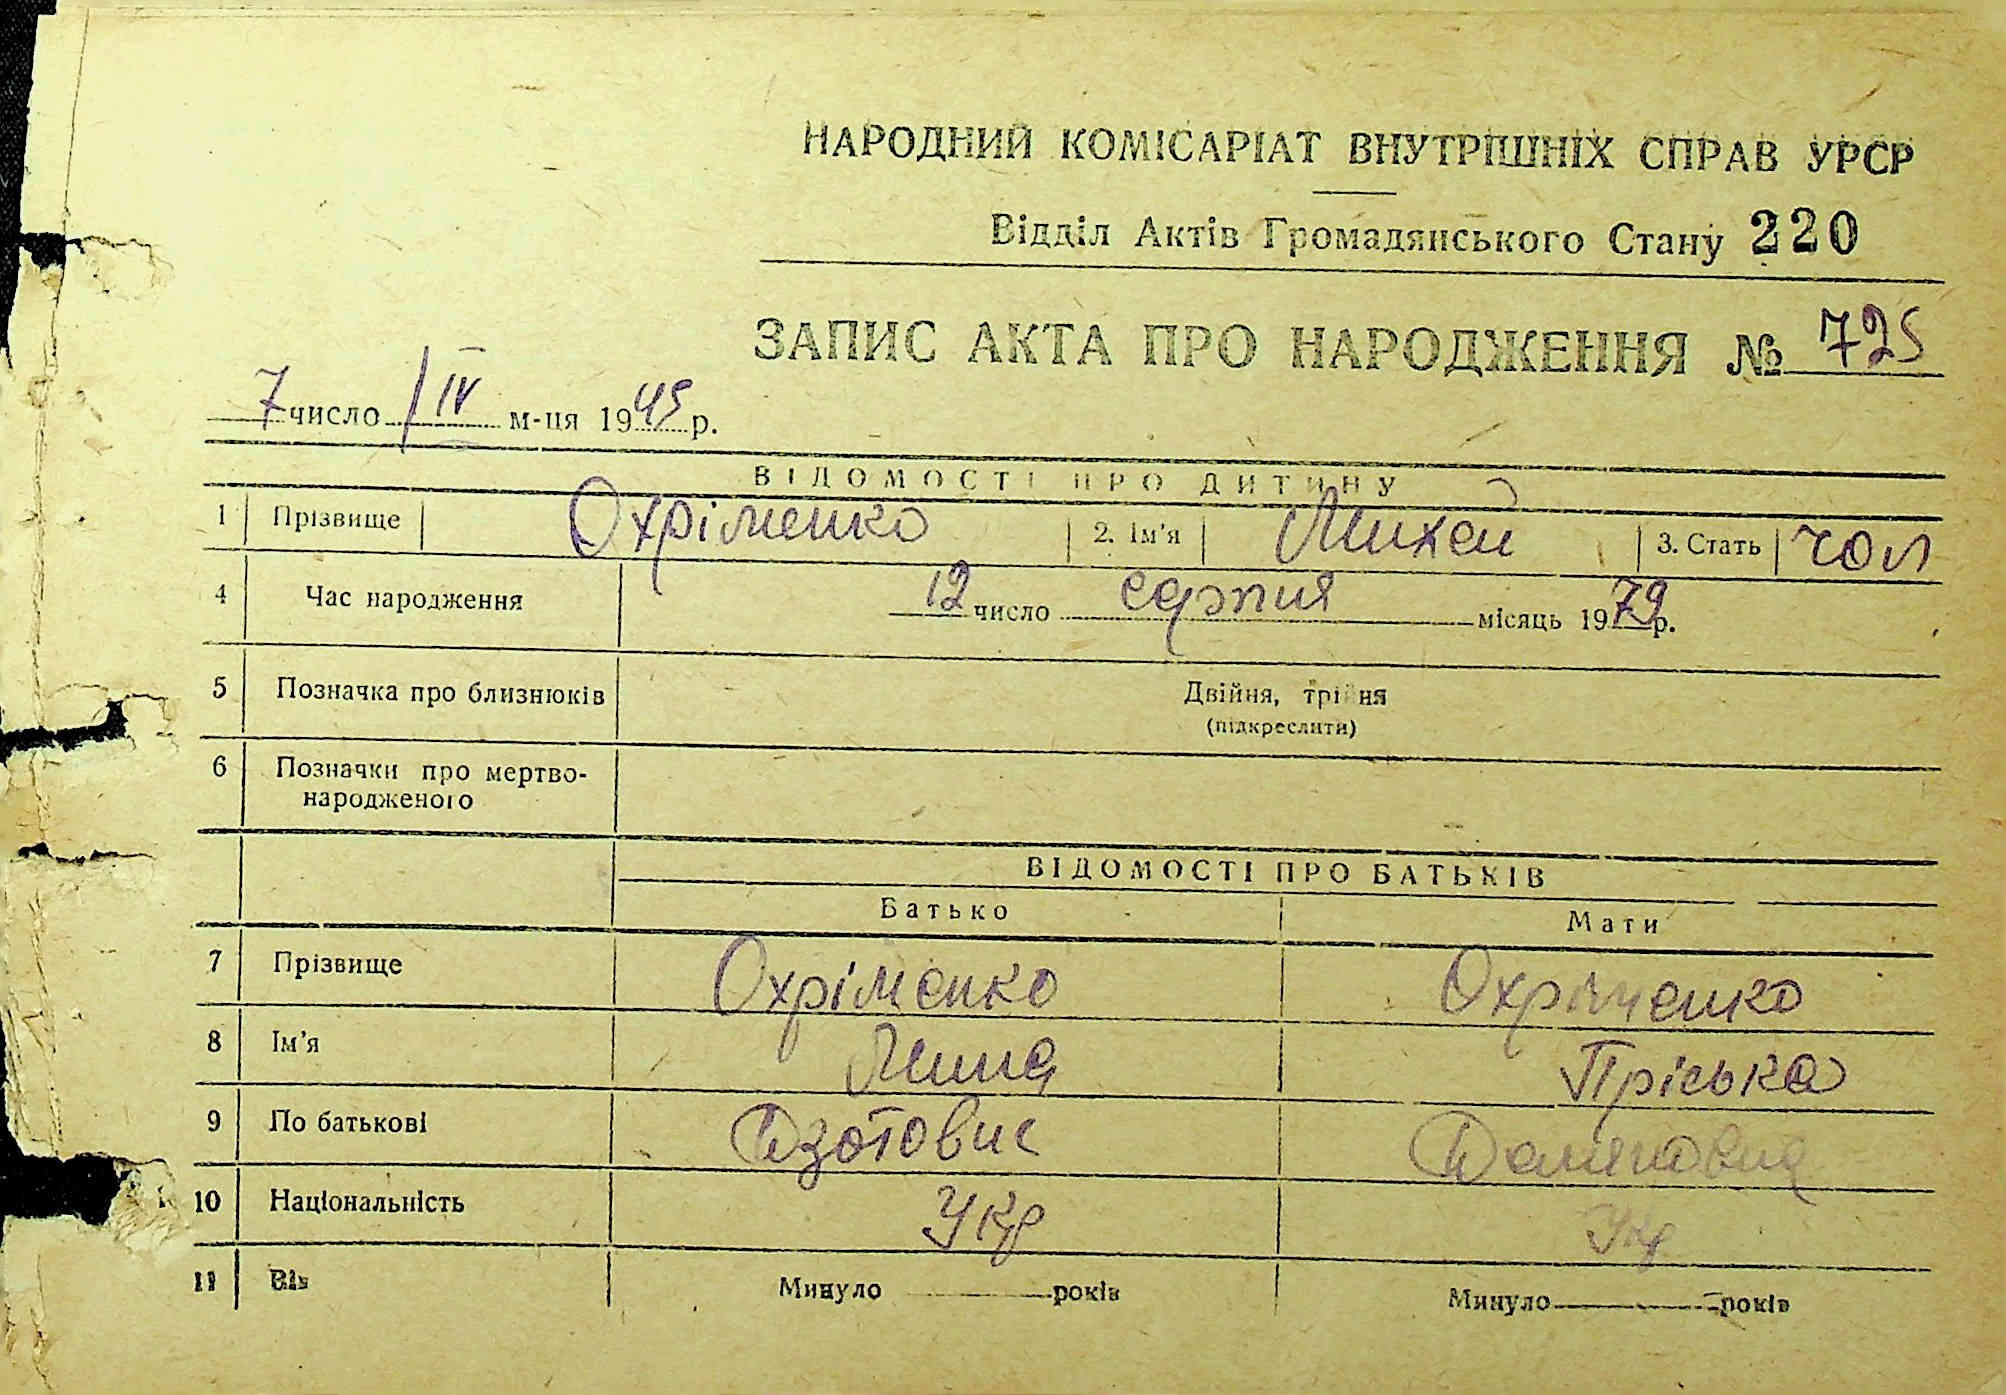 НАРОДНИЙ КОМІСАРІАТ ВНУТРІШНІХ СПРАВ УРСР
Відділ Актів Громадянського Стану 220
ЗАПИС АКТА ПРО НАРОДЖЕННЯ № 725
7 число IV м-ця 1945 р.
ВІДОМОСТІ ПРО ДИТИНУ
1 Прізвище Охріменко 2. Ім'я Михей 3. Стать чол
4 Час народження 12 число серпня місяць 1979 р.
5 Позначка про близнюків Двійня, трійня
(підкреслити)
6 Позначки про мертво-
народженого
ВІДОМОСТІ ПРО БАТЬКІВ
Батько Мати
7 Прізвище Охріменко Охріменко
8 Ім'я Мина Пріська
9 По батькові Ізотович
10 Національність Укр Укр
11 Вік Минуло років Минуло років